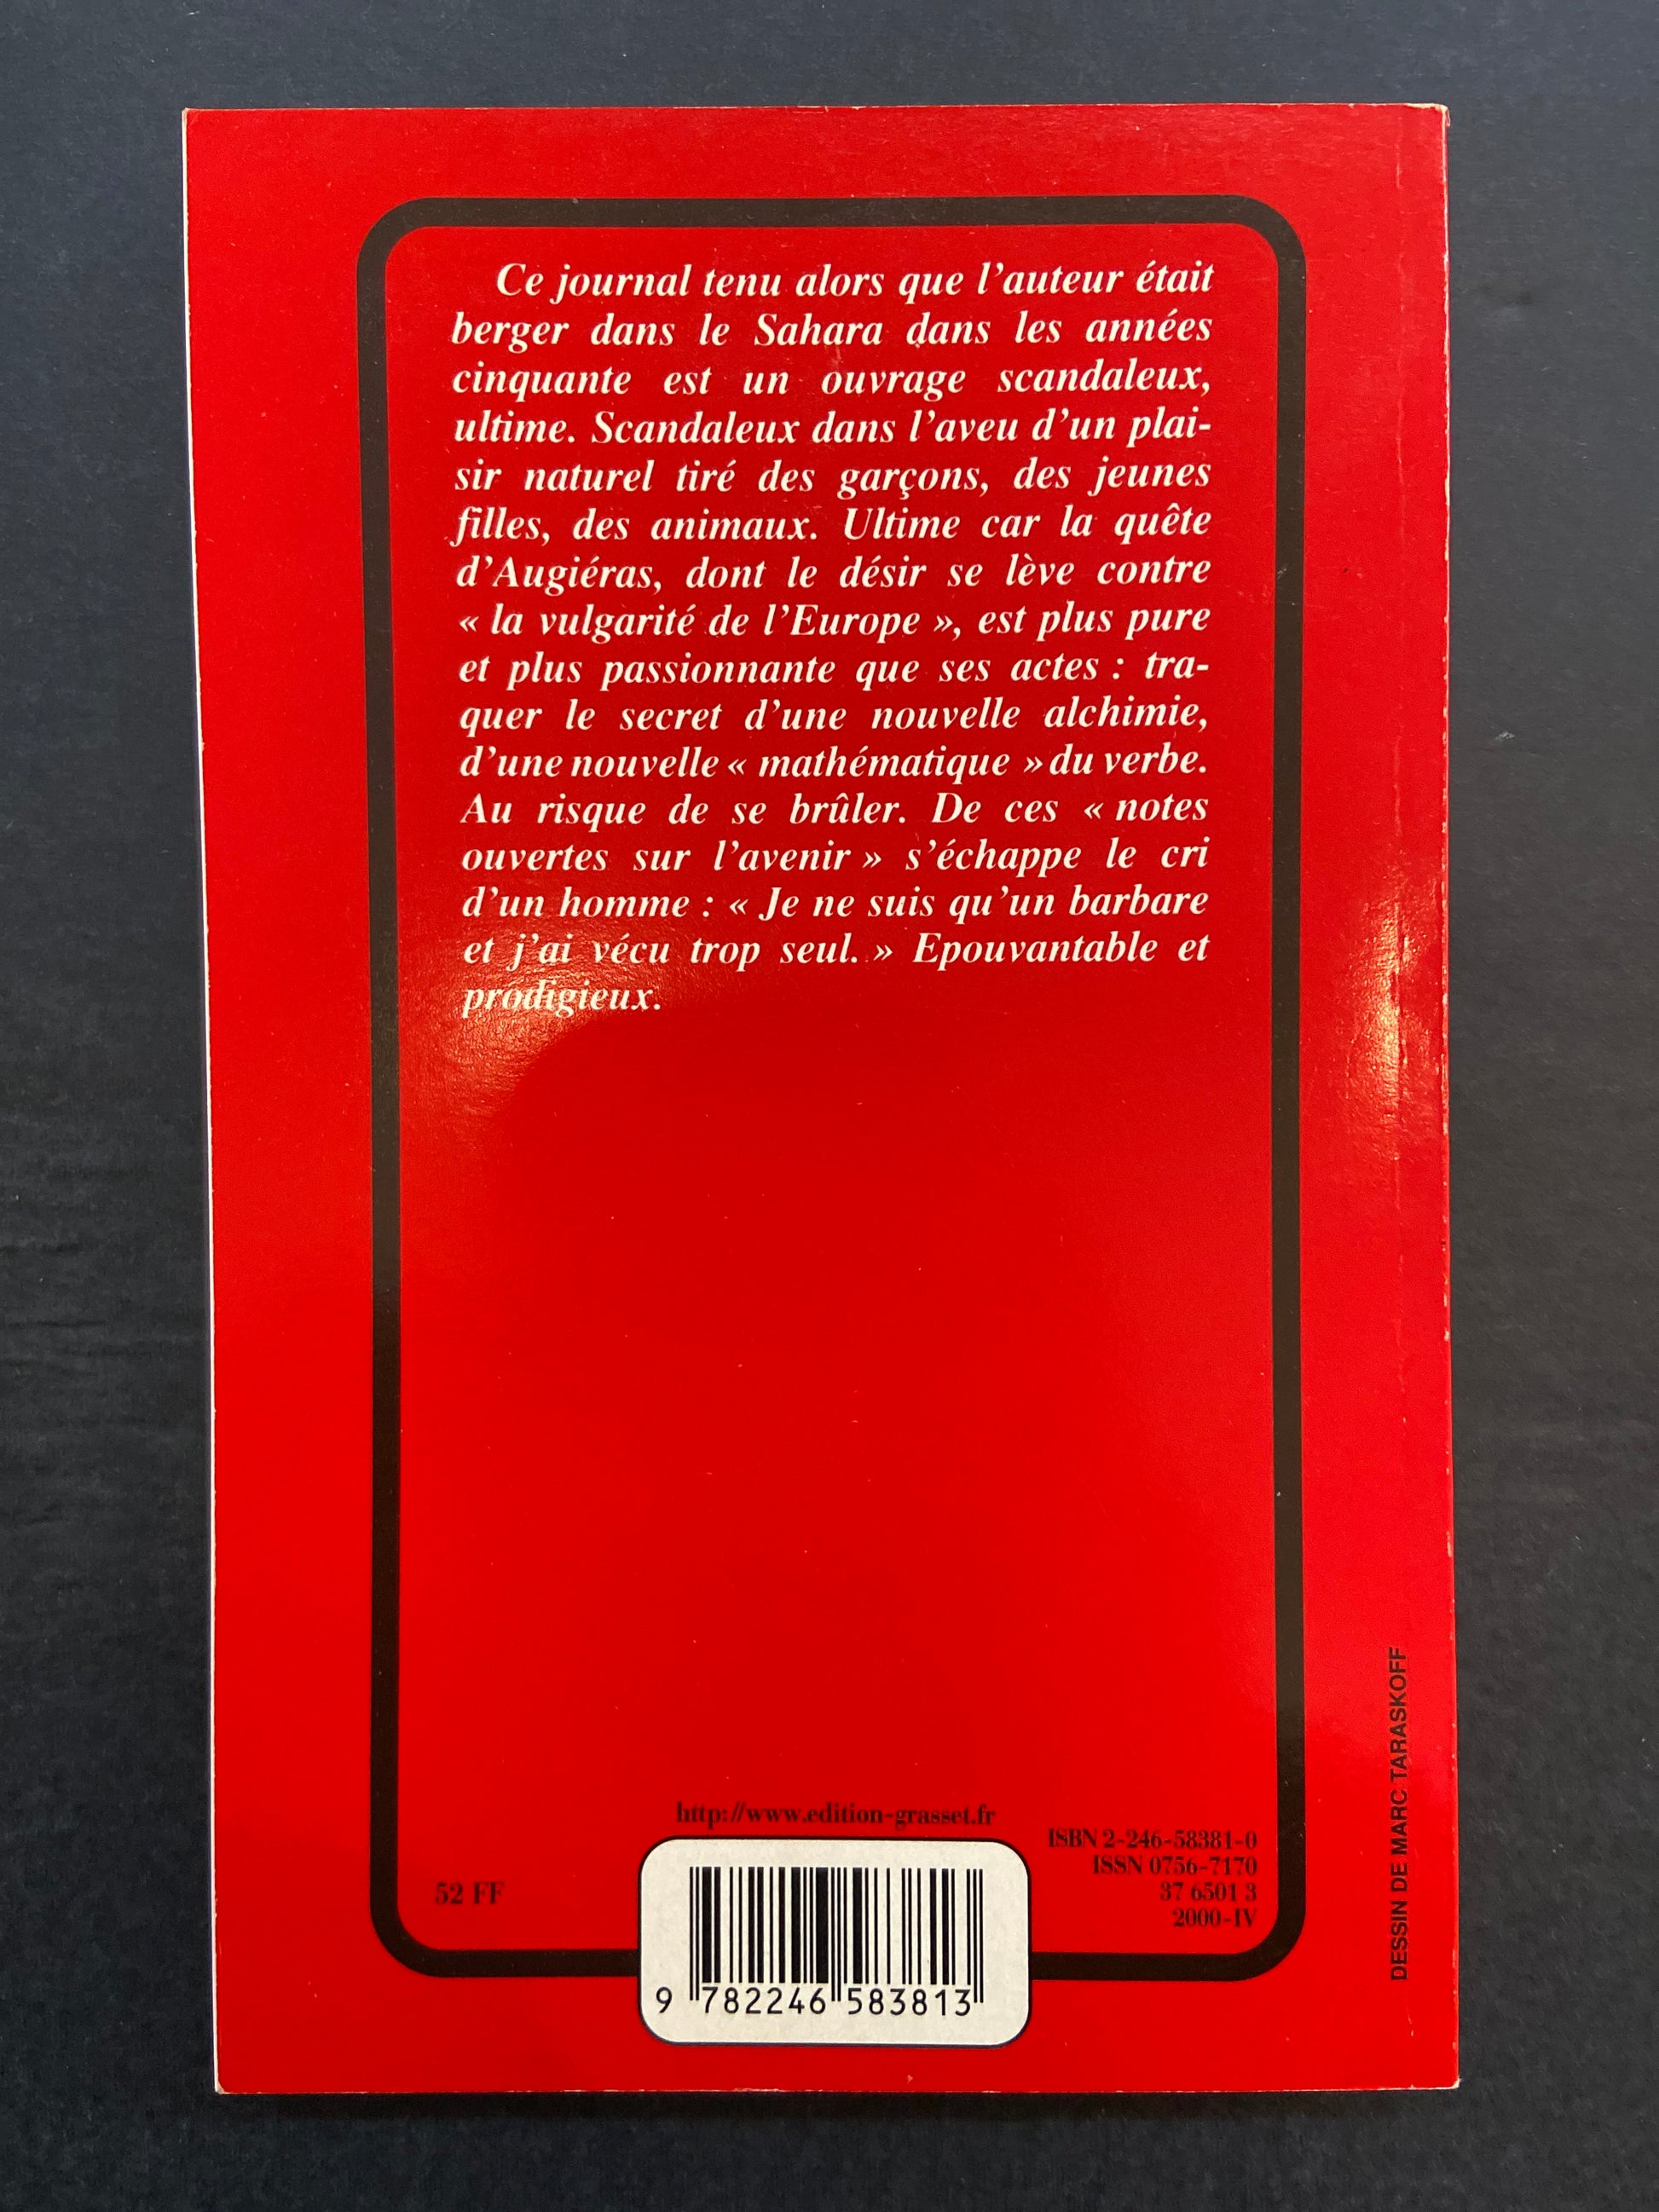 Ce journal tenu alors que l'auteur était
berger dans le Sahara dans les années
cinquante est un ouvrage scandaleux,
ultime. Scandaleux dans l'aveu d'un plai-
sir naturel tiré des garçons, des jeunes
filles, des animaux. Ultime car la quête
d'Augiéras, dont le désir se lève contre
« la vulgarité de l'Europe », est plus pure
et plus passionnante que ses actes : tra-
quer le secret d'une nouvelle alchimie,
d'une nouvelle « mathématique » du verbe.
Au risque de se brûler. De ces « notes
ouvertes sur l'avenir » s'échappe le cri
d'un homme : « Je ne suis qu'un barbare
et j'ai vécu trop seul. » Epouvantable et
prodigieux.
http://www.edition-grasset.fr
52 FF
ISBN 2-246-58381-0
ISSN 0756-7170
37 6501 3
2000-IV
9 782246 583813
DESSIN DE MARC TARASKOFF